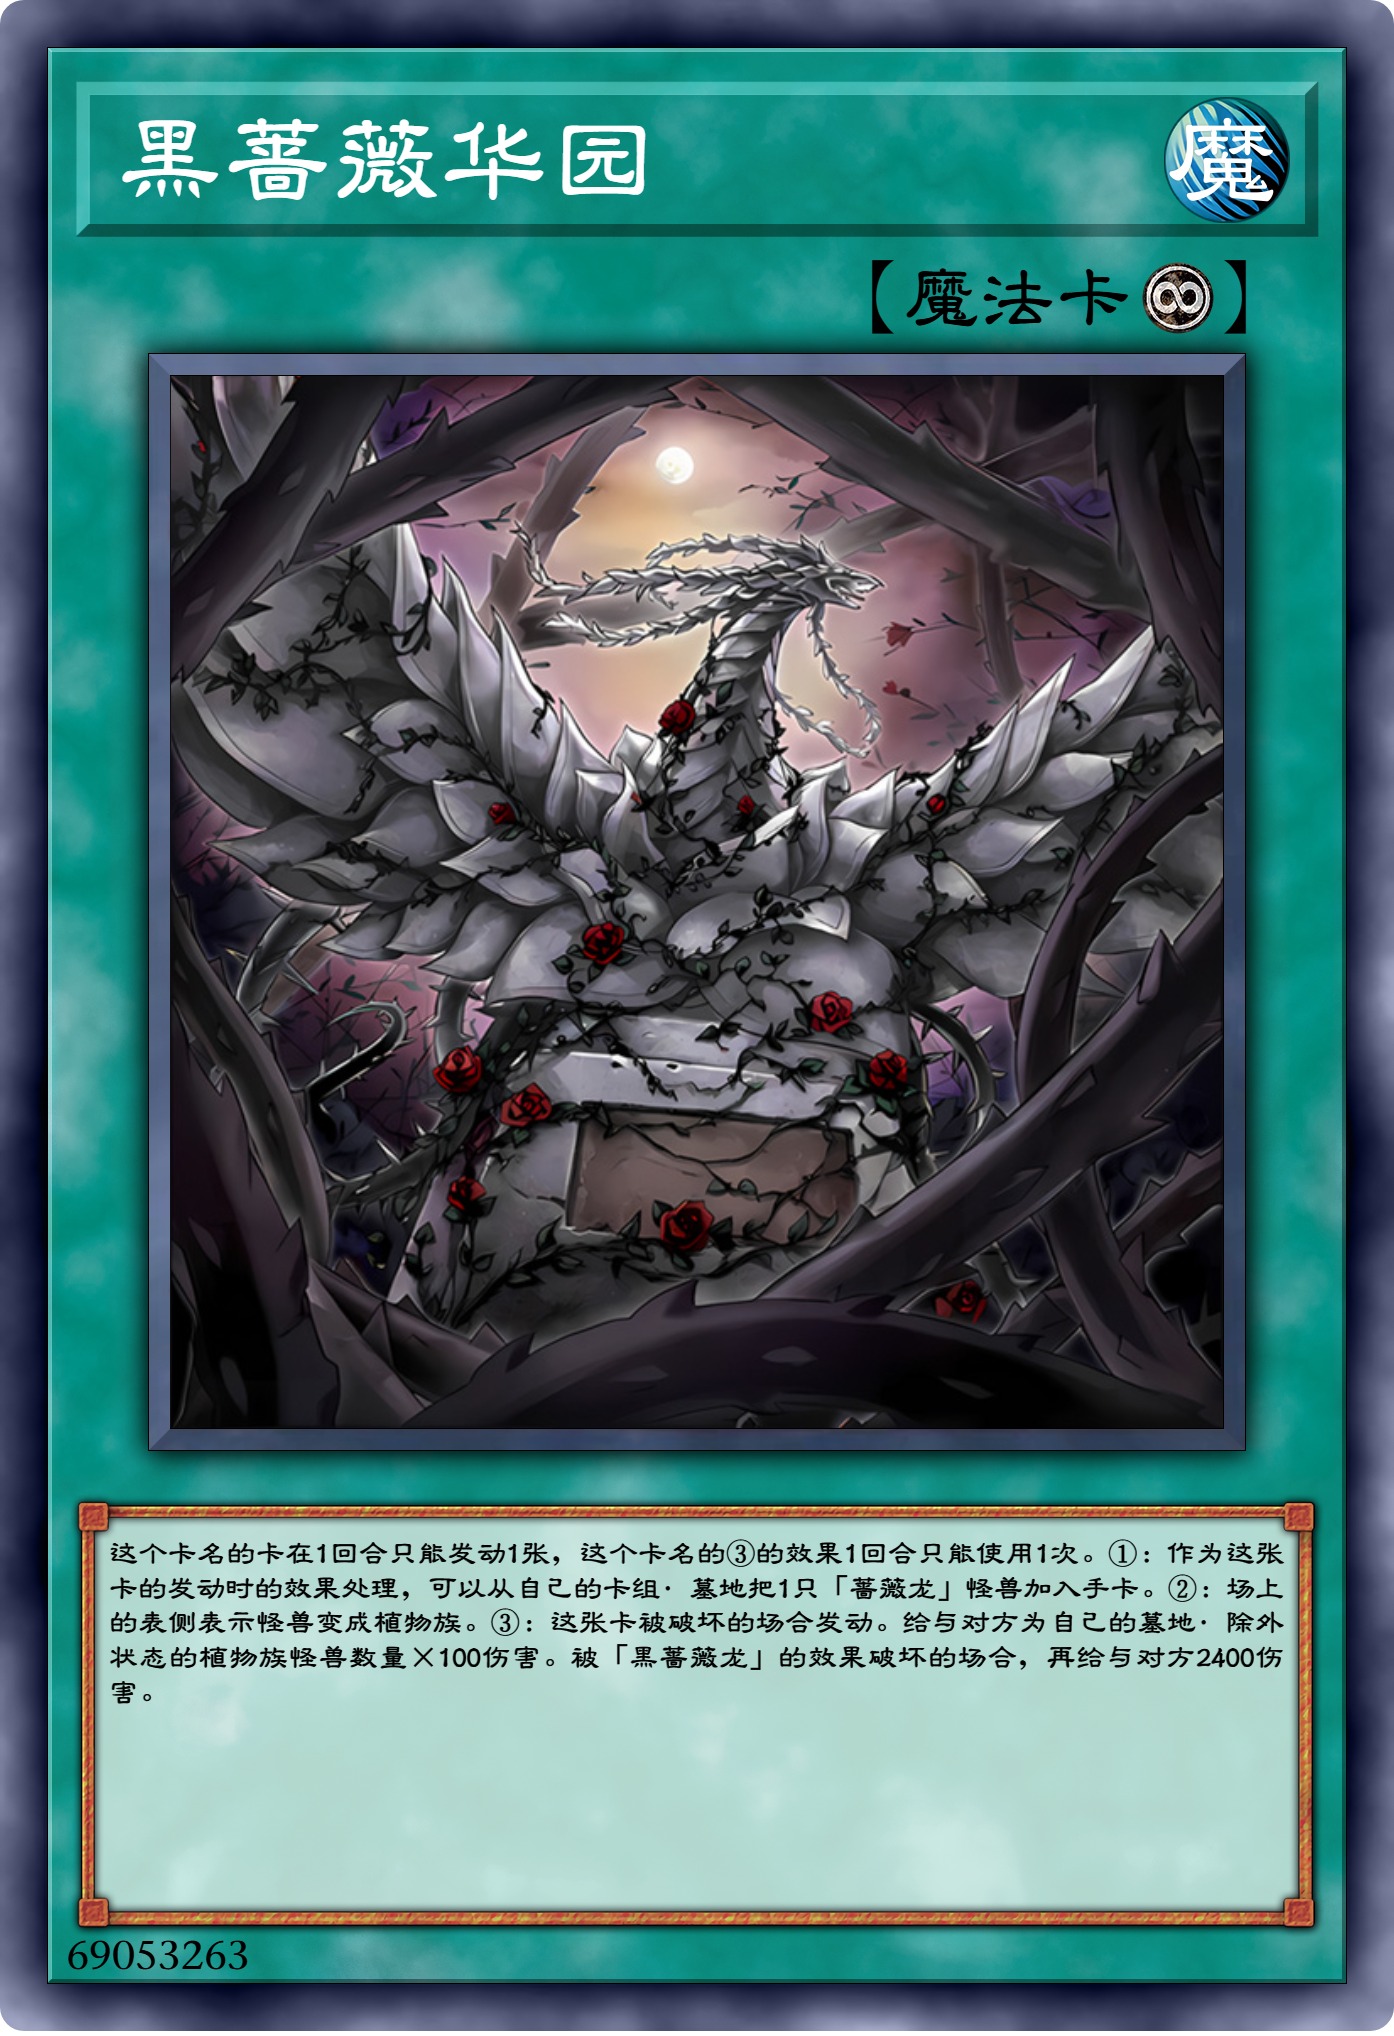 黑蔷薇华园
魔
【魔法卡】
这个卡名的卡在1回合只能发动1张，这个卡名的③的效果1回合只能使用1次。①：作为这张
卡的发动时的效果处理，可以从自己的卡组·墓地把1只「蔷薇龙」怪兽加入手卡。②：场上
的表侧表示怪兽变成植物族。③：这张卡被破坏的场合发动。给与对方为自己的墓地·除外
状态的植物族怪兽数量×100伤害。被「黑蔷薇龙」的效果破坏的场合，再给与对方2400伤
害。
69053263